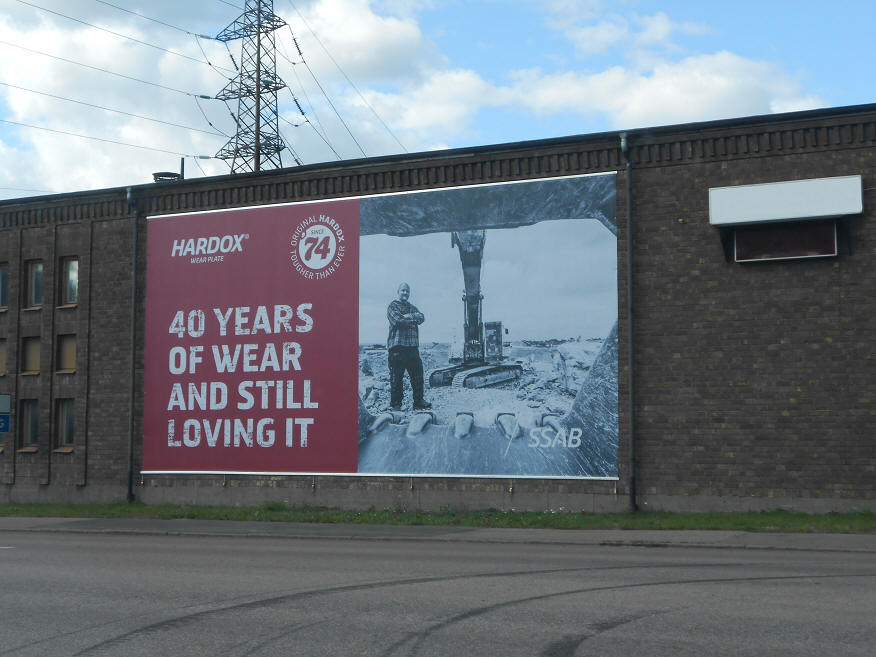 HARDOX®
WEAR PLATE
ORIGINAL HARDOX
SINCE
'74
TOUGHER THAN EVER
40 YEARS
OF WEAR
AND STILL
LOVING IT
SSAB